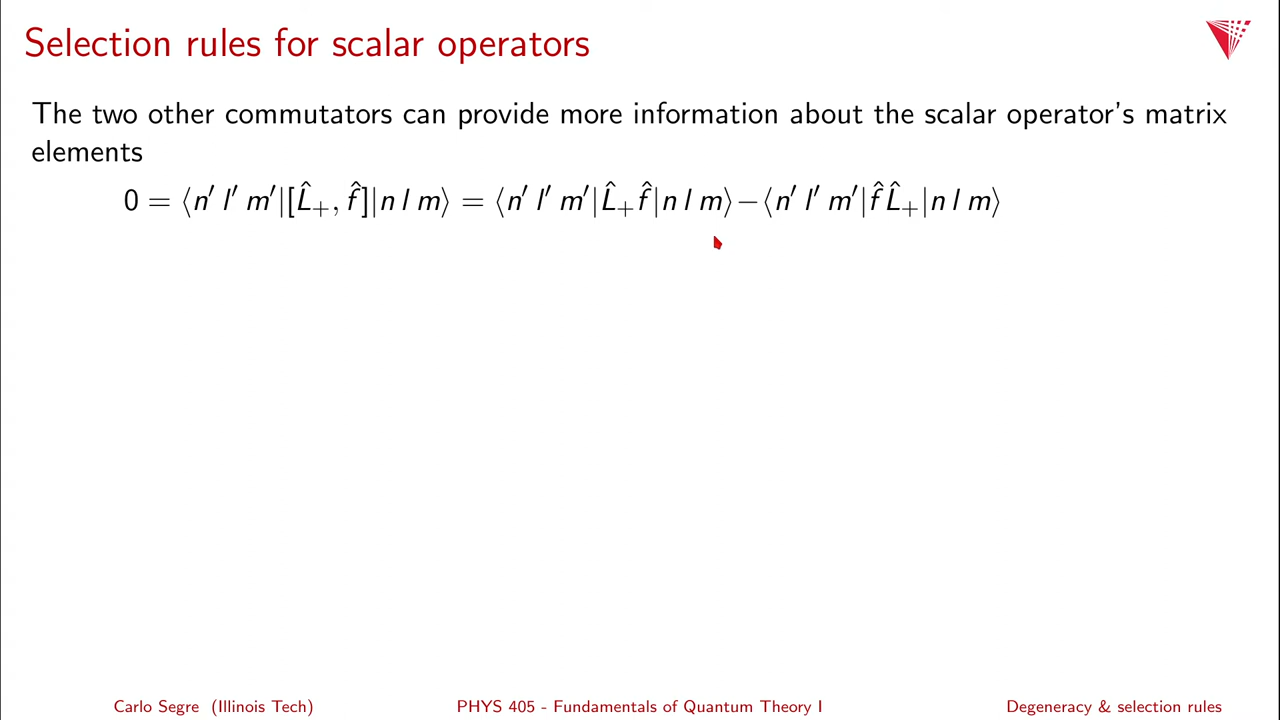 Selection rules for scalar operators
The two other commutators can provide more information about the scalar operator's matrix
elements
0 = ⟨n′ l′ m′|[L̂₊, f̂]|n l m⟩ = ⟨n′ l′ m′|L̂₊f̂|n l m⟩−⟨n′ l′ m′|f̂L̂₊|n l m⟩
Carlo Segre (Illinois Tech) PHYS 405 - Fundamentals of Quantum Theory I Degeneracy & selection rules